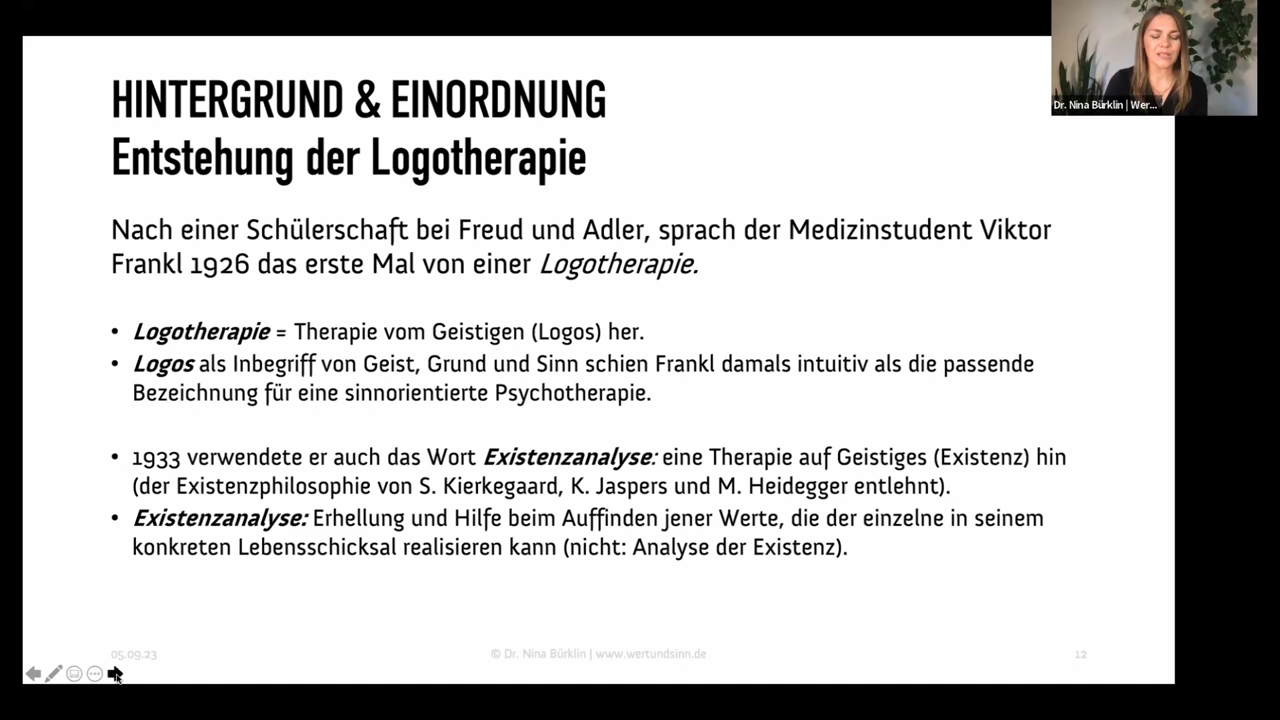 Dr. Nina Bürklin | Wer...
HINTERGRUND & EINORDNUNG
Entstehung der Logotherapie
Nach einer Schülerschaft bei Freud und Adler, sprach der Medizinstudent Viktor
Frankl 1926 das erste Mal von einer Logotherapie.
• Logotherapie = Therapie vom Geistigen (Logos) her.
• Logos als Inbegriff von Geist, Grund und Sinn schien Frankl damals intuitiv als die passende
Bezeichnung für eine sinnorientierte Psychotherapie.
• 1933 verwendete er auch das Wort Existenzanalyse: eine Therapie auf Geistiges (Existenz) hin
(der Existenzphilosophie von S. Kierkegaard, K. Jaspers und M. Heidegger entlehnt).
• Existenzanalyse: Erhellung und Hilfe beim Auffinden jener Werte, die der einzelne in seinem
konkreten Lebensschicksal realisieren kann (nicht: Analyse der Existenz).
05.09.23
© Dr. Nina Bürklin | www.wertundsinn.de
12